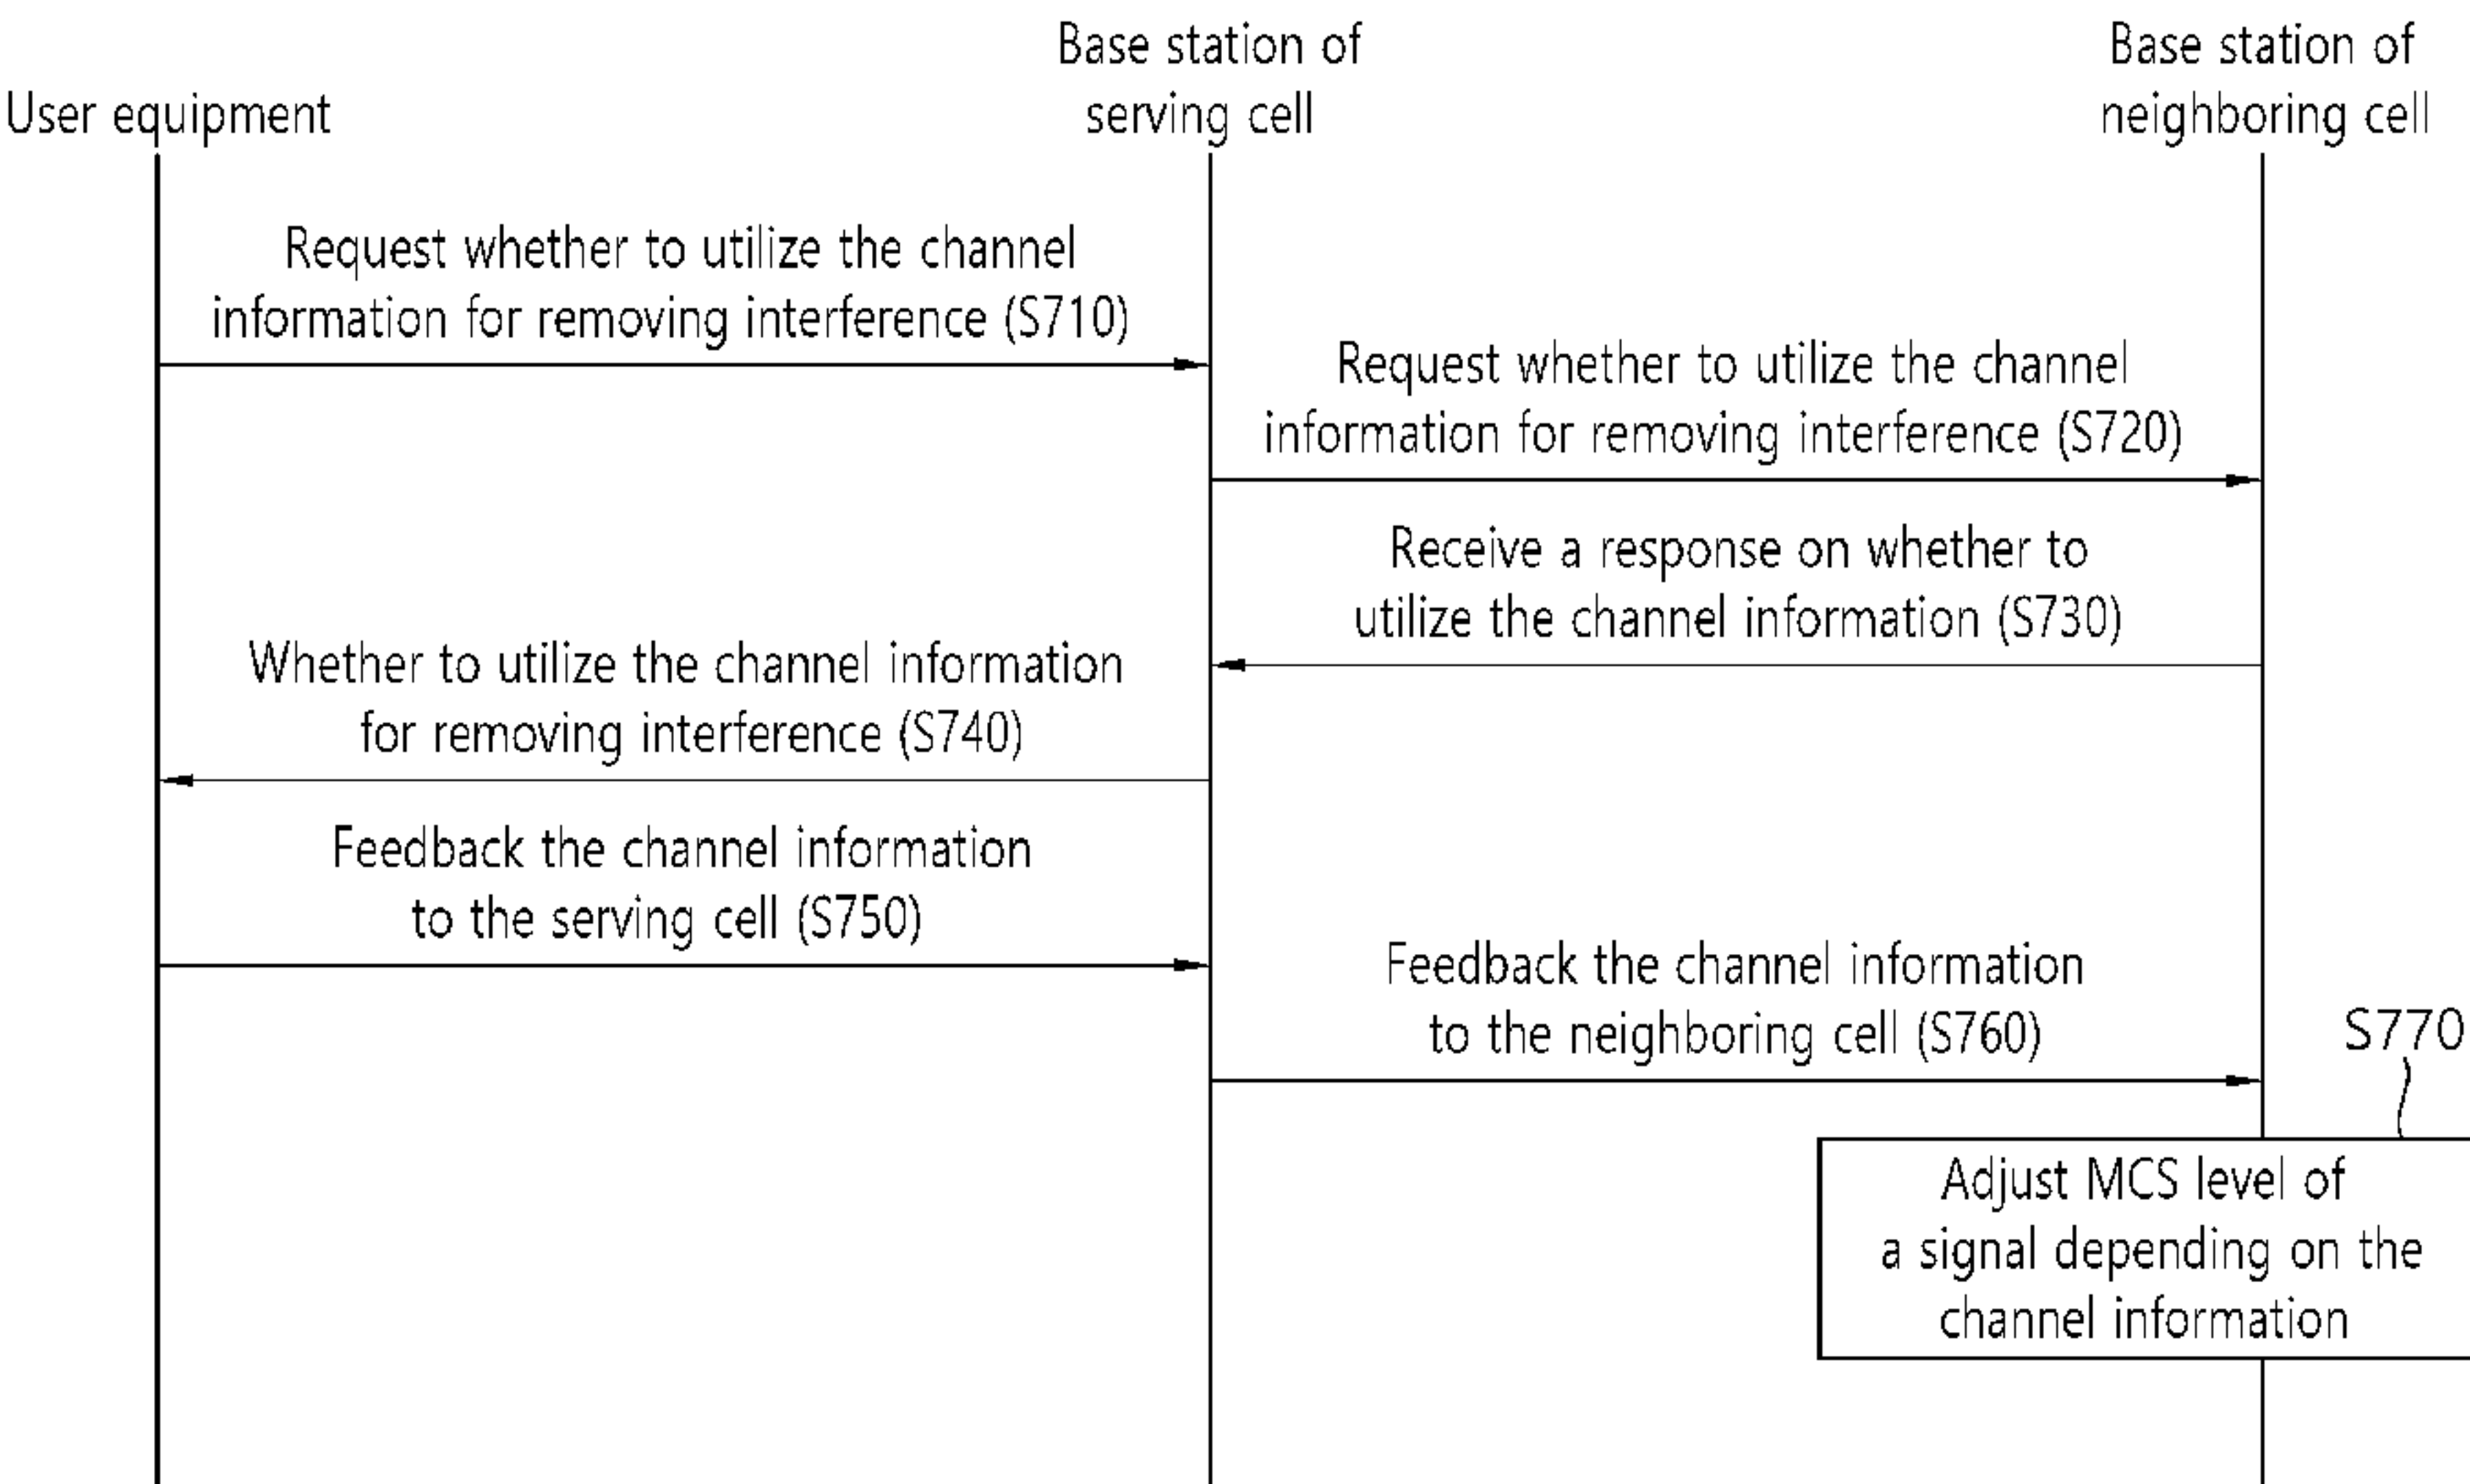 User equipment
Base station of
serving cell
Base station of
neighboring cell
Request whether to utilize the channel
information for removing interference (S710)
Request whether to utilize the channel
information for removing interference (S720)
Receive a response on whether to
utilize the channel information (S730)
Whether to utilize the channel information
for removing interference (S740)
Feedback the channel information
to the serving cell (S750)
Feedback the channel information
to the neighboring cell (S760)
S770
Adjust MCS level of
a signal depending on the
channel information